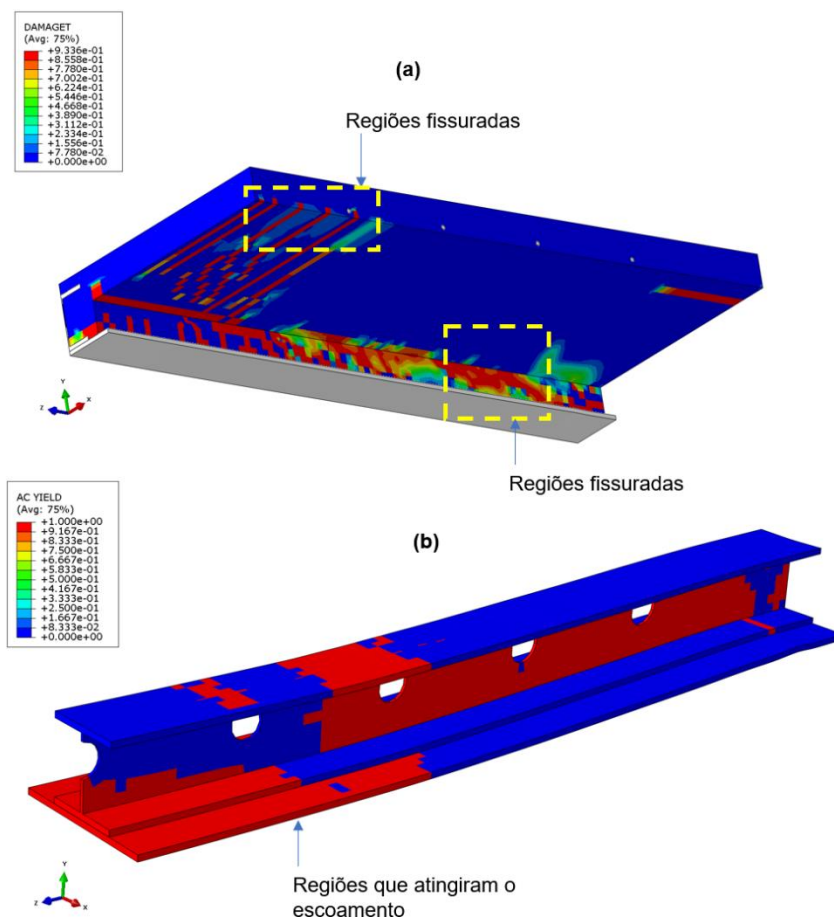 DAMAGET
(Avg: 75%)
+9.336e-01
+8.558e-01
+7.780e-01
+7.002e-01
+6.224e-01
+5.446e-01
+4.668e-01
+3.890e-01
+3.112e-01
+2.334e-01
+1.556e-01
+7.780e-02
+0.000e+00
(a)
Regiões fissuradas
Y
Z
X
Regiões fissuradas
AC YIELD
(Avg: 75%)
+1.000e+00
+9.167e-01
+8.333e-01
+7.500e-01
+6.667e-01
+5.833e-01
+5.000e-01
+4.167e-01
+3.333e-01
+2.500e-01
+1.667e-01
+8.333e-02
+0.000e+00
(b)
Y
Z
X
Regiões que atingiram o
escoamento